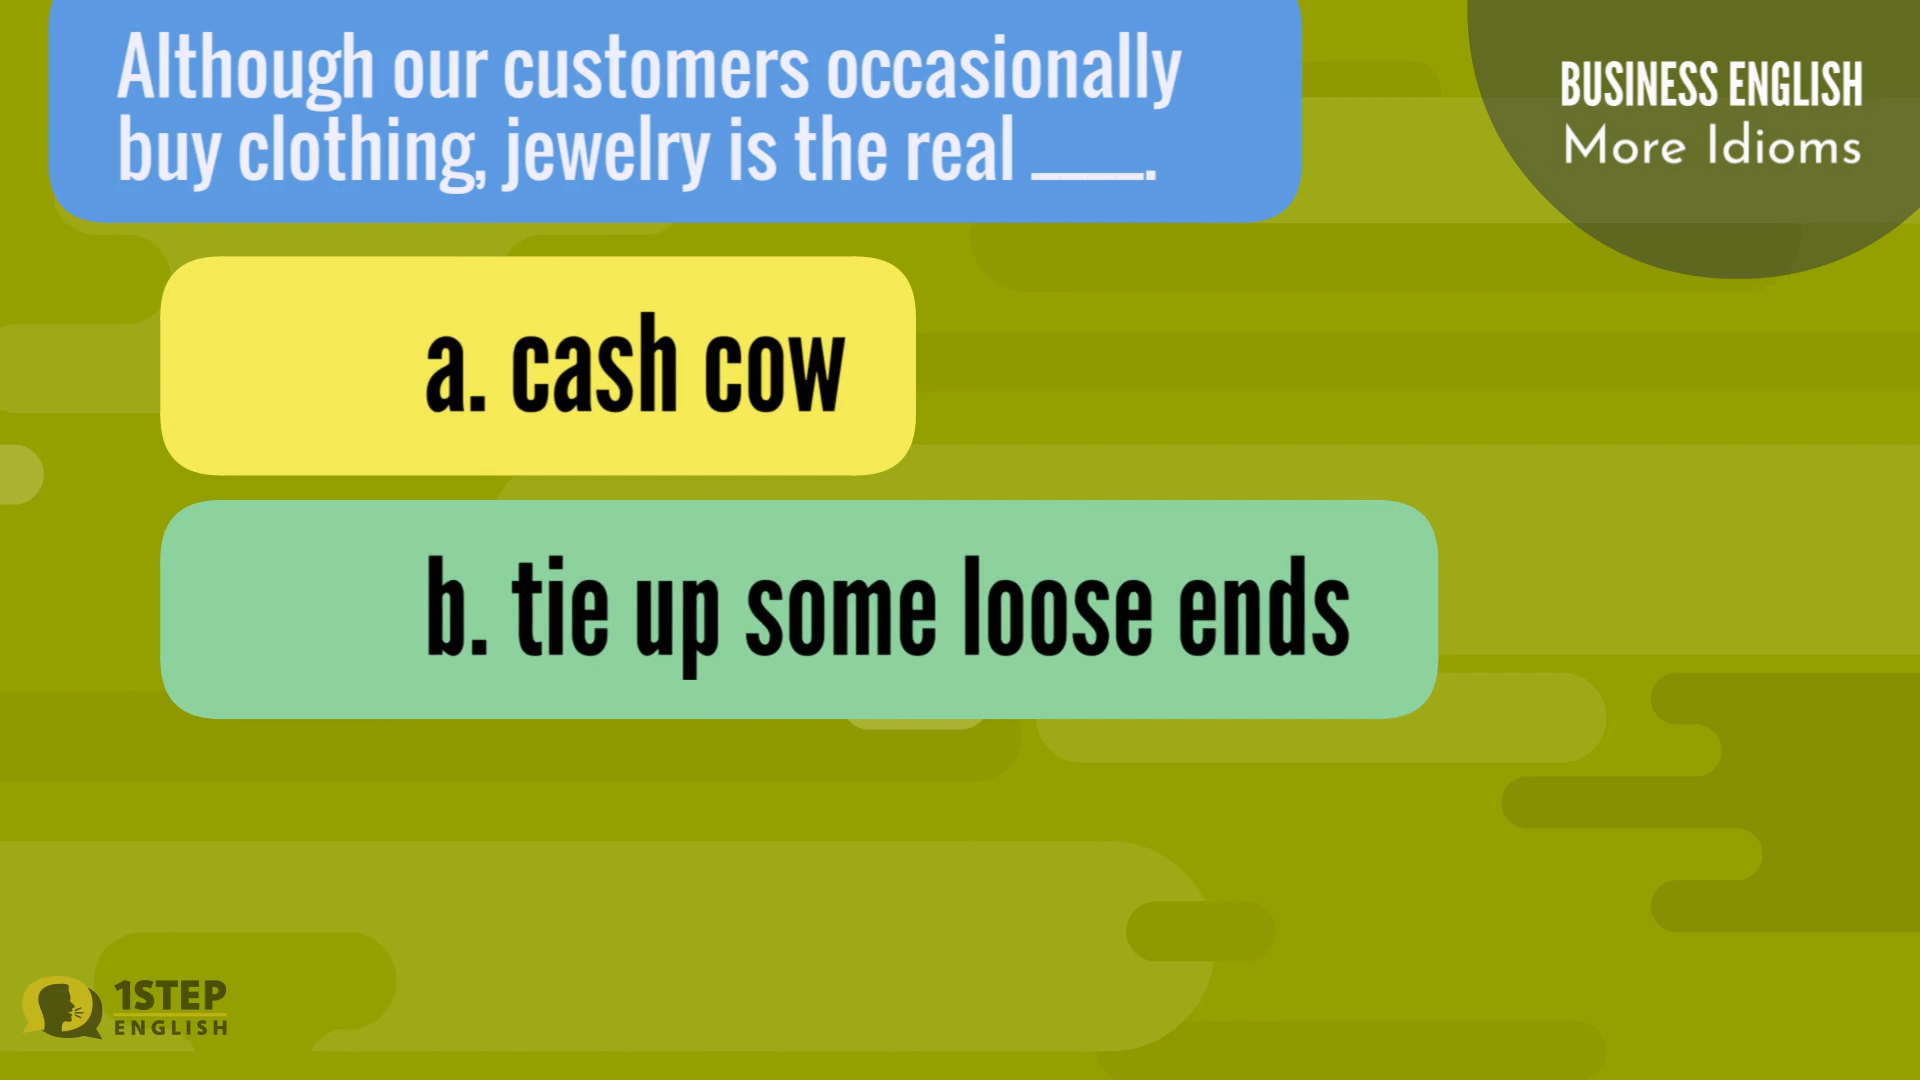 Although our customers occasionally
buy clothing, jewelry is the real ____.
BUSINESS ENGLISH
More Idioms
a. cash cow
b. tie up some loose ends
1STEP
ENGLISH